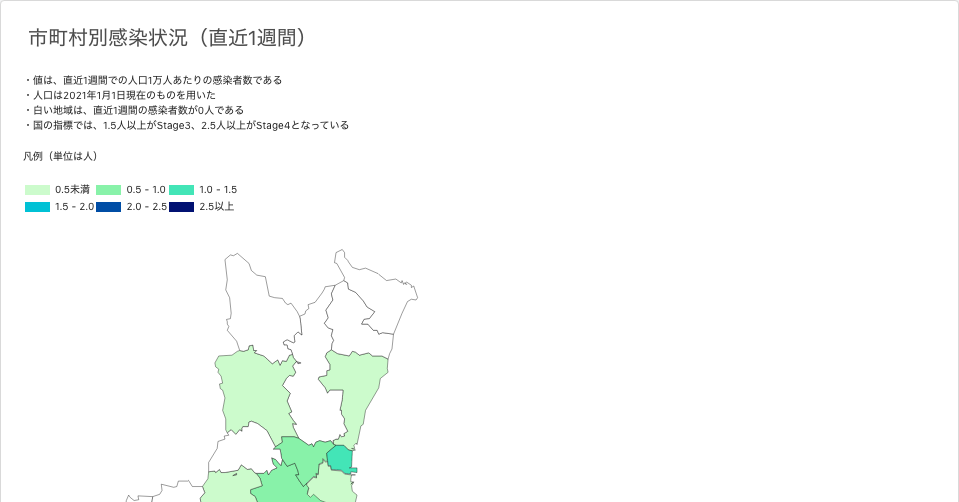 市町村別感染状況（直近1週間）
・値は、直近1週間での人口1万人あたりの感染者数である
・人口は2021年1月1日現在のものを用いた
・白い地域は、直近1週間の感染者数が0人である
・国の指標では、1.5人以上がStage3、2.5人以上がStage4となっている
凡例（単位は人）
0.5未満 0.5 - 1.0 1.0 - 1.5
1.5 - 2.0 2.0 - 2.5 2.5以上